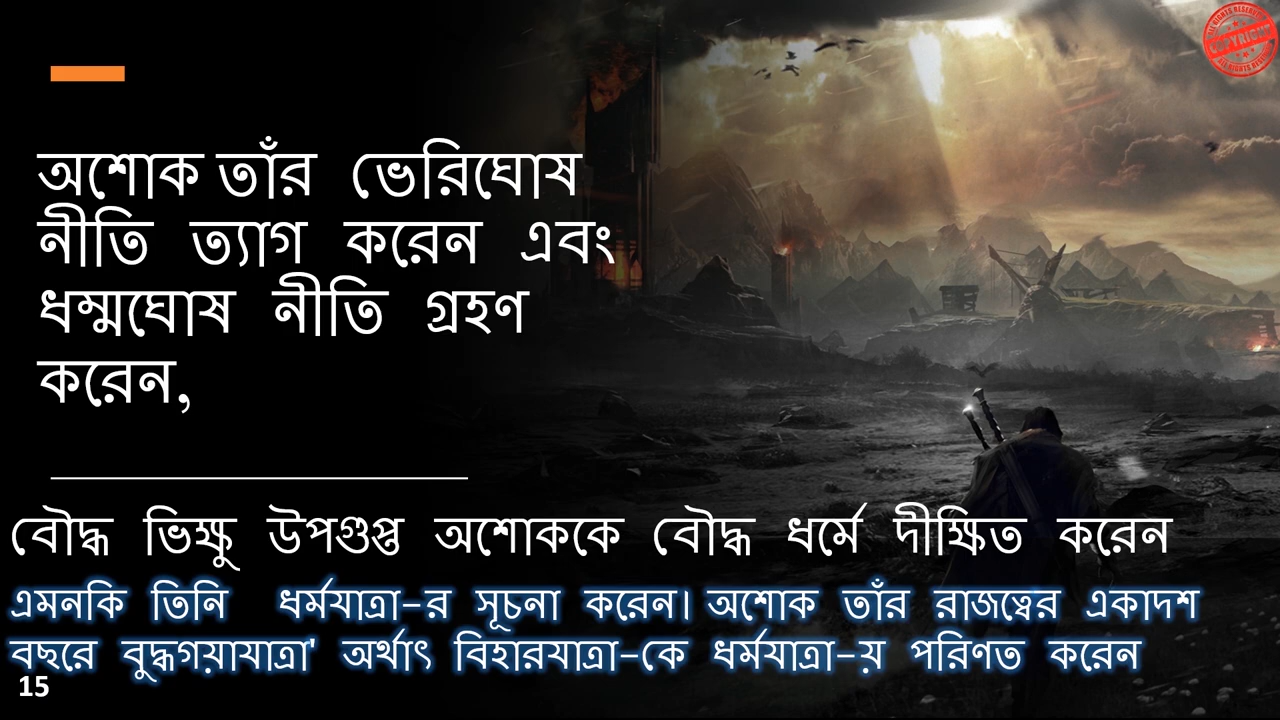 COPYRIGHT
অশোক তাঁর ভেরিঘোষ
নীতি ত্যাগ করেন এবং
ধম্মঘোষ নীতি গ্রহণ
করেন,
বৌদ্ধ ভিক্ষু উপগুপ্ত অশোককে বৌদ্ধ ধর্মে দীক্ষিত করেন
এমনকি তিনি ধর্মযাত্রা–র সূচনা করেন। অশোক তাঁর রাজত্বের একাদশ
বছরে বুদ্ধগয়াযাত্রা' অর্থাৎ বিহারযাত্রা–কে ধর্মযাত্রা–য় পরিণত করেন
15